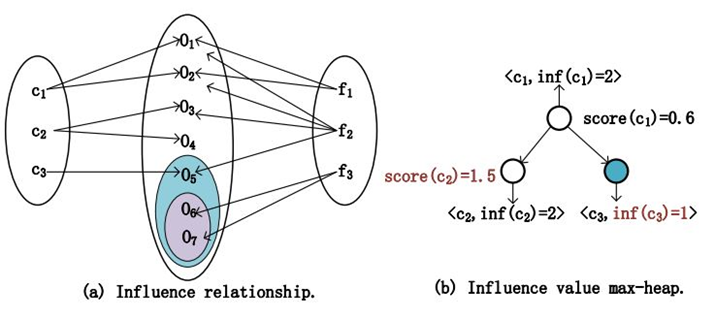 c1
c2
c3
O1
O2
O3
O4
O5
O6
O7
f1
f2
f3
(a) Influence relationship.
<c1, inf(c1)=2>
score(c1)=0.6
score(c2)=1.5
<c2, inf(c2)=2>
<c3, inf(c3)=1>
(b) Influence value max-heap.